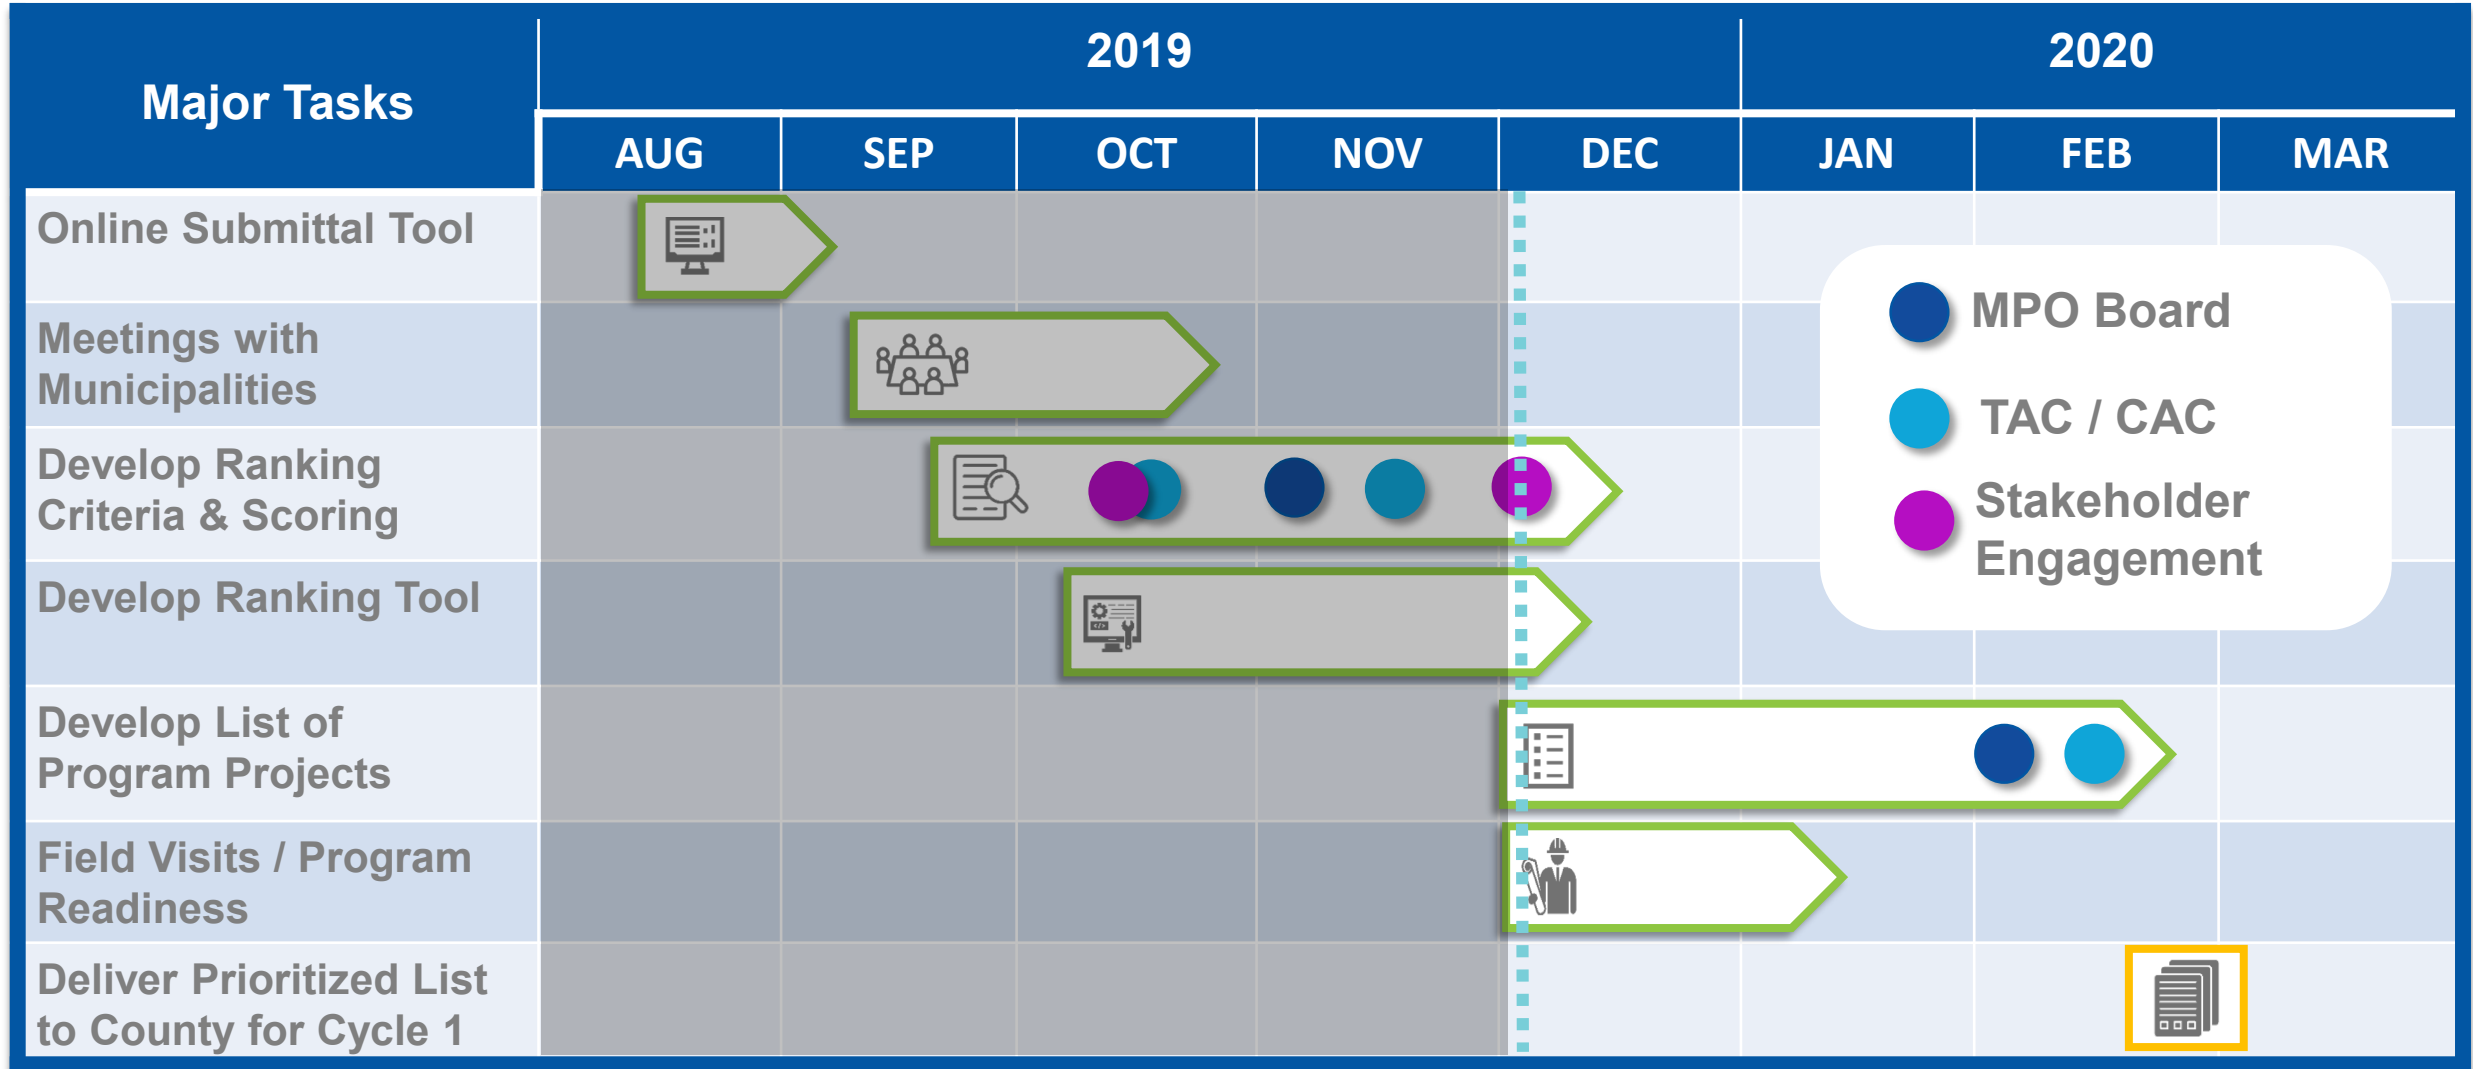 Major Tasks
2019
2020
AUG
SEP
OCT
NOV
DEC
JAN
FEB
MAR
Online Submittal Tool
Meetings with
Municipalities
Develop Ranking
Criteria & Scoring
Develop Ranking Tool
Develop List of
Program Projects
Field Visits / Program
Readiness
Deliver Prioritized List
to County for Cycle 1
MPO Board
TAC / CAC
Stakeholder
Engagement